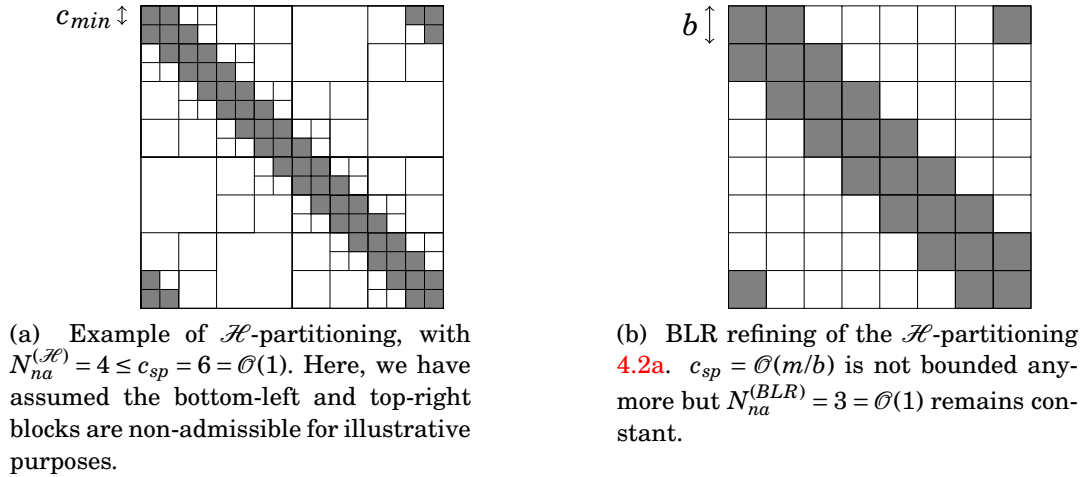 c_{min} ↕
b ↕
(a) Example of ℋ-partitioning, with
N_{na}^{(ℋ)} = 4 ≤ c_{sp} = 6 = 𝒪(1). Here, we have
assumed the bottom-left and top-right
blocks are non-admissible for illustrative
purposes.
(b) BLR refining of the ℋ-partitioning
4.2a. c_{sp} = 𝒪(m/b) is not bounded any-
more but N_{na}^{(BLR)} = 3 = 𝒪(1) remains con-
stant.